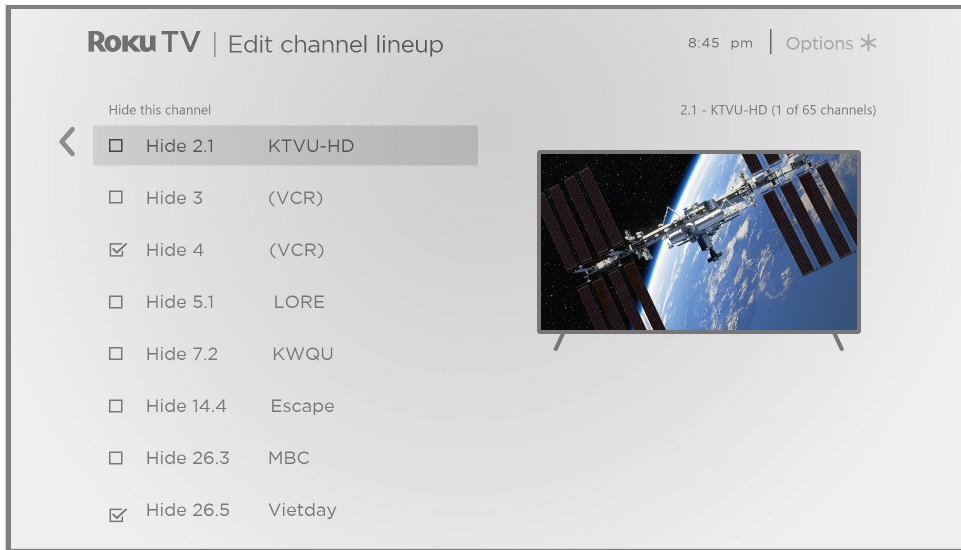 Roku TV | Edit channel lineup
8:45 pm | Options
Hide this channel
2.1 - KTVU-HD (1 of 65 channels)
Hide 2.1 KTVU-HD
Hide 3 (VCR)
Hide 4 (VCR)
Hide 5.1 LORE
Hide 7.2 KWQU
Hide 14.4 Escape
Hide 26.3 MBC
Hide 26.5 Vietday